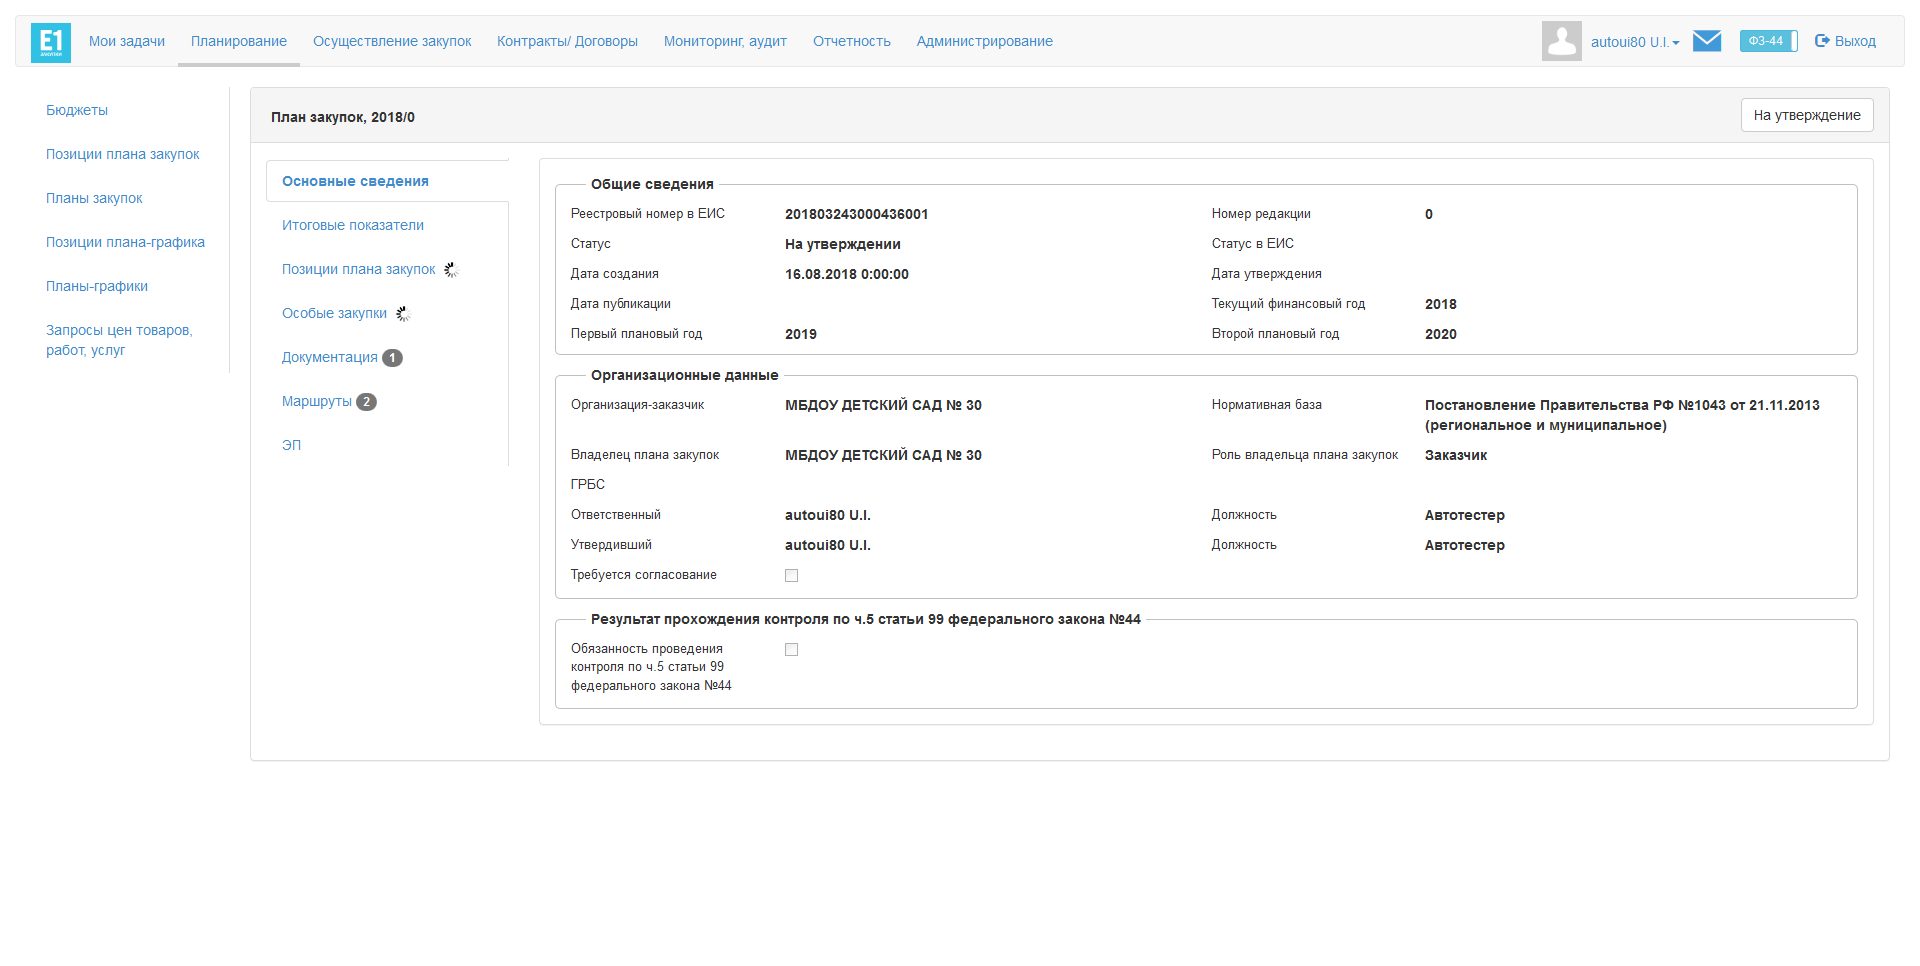 E1
ЗАКУПКИ
Мои задачи
Планирование
Осуществление закупок
Контракты/ Договоры
Мониторинг, аудит
Отчетность
Администрирование
autoui80 U.I.
ФЗ-44
Выход
Бюджеты
Позиции плана закупок
Планы закупок
Позиции плана-графика
Планы-графики
Запросы цен товаров,
работ, услуг
План закупок, 2018/0
На утверждение
Основные сведения
Итоговые показатели
Позиции плана закупок
Особые закупки
Документация 1
Маршруты 2
ЭП
Общие сведения
Реестровый номер в ЕИС 201803243000436001 Номер редакции 0
Статус На утверждении Статус в ЕИС
Дата создания 16.08.2018 0:00:00 Дата утверждения
Дата публикации Текущий финансовый год 2018
Первый плановый год 2019 Второй плановый год 2020
Организационные данные
Организация-заказчик МБДОУ ДЕТСКИЙ САД № 30 Нормативная база Постановление Правительства РФ №1043 от 21.11.2013
(региональное и муниципальное)
Владелец плана закупок МБДОУ ДЕТСКИЙ САД № 30 Роль владельца плана закупок Заказчик
ГРБС
Ответственный autoui80 U.I. Должность Автотестер
Утвердивший autoui80 U.I. Должность Автотестер
Требуется согласование
Результат прохождения контроля по ч.5 статьи 99 федерального закона №44
Обязанность проведения
контроля по ч.5 статьи 99
федерального закона №44